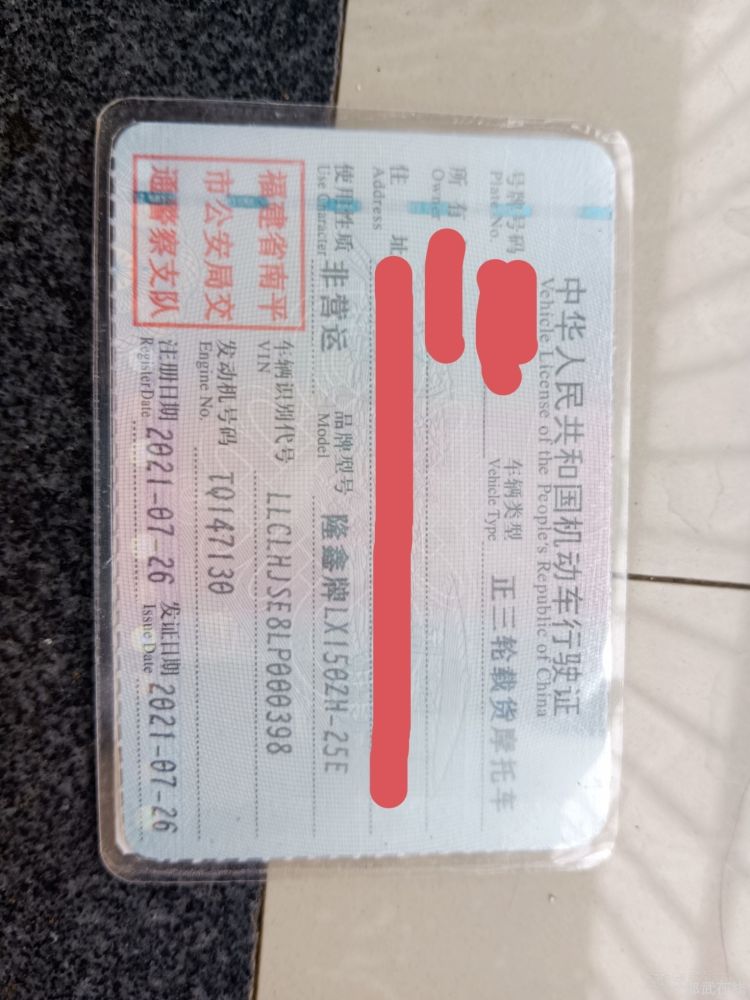 中华人民共和国机动车行驶证
Vehicle License of the People's Republic of China
号牌号码 车辆类型 正三轮载货摩托车
Plate No. Vehicle Type
所有
Owner
住 址
Address
使用性质 非营运 品牌型号 隆鑫牌LX150ZH-25E
Use Character Model
福建省南平
市公安局交
通警察支队
车辆识别代号 LLCLHJSE8LP000398
VIN
发动机号码 TQ147130
Engine No.
注册日期 2021-07-26 发证日期 2021-07-26
Register Date Issue Date